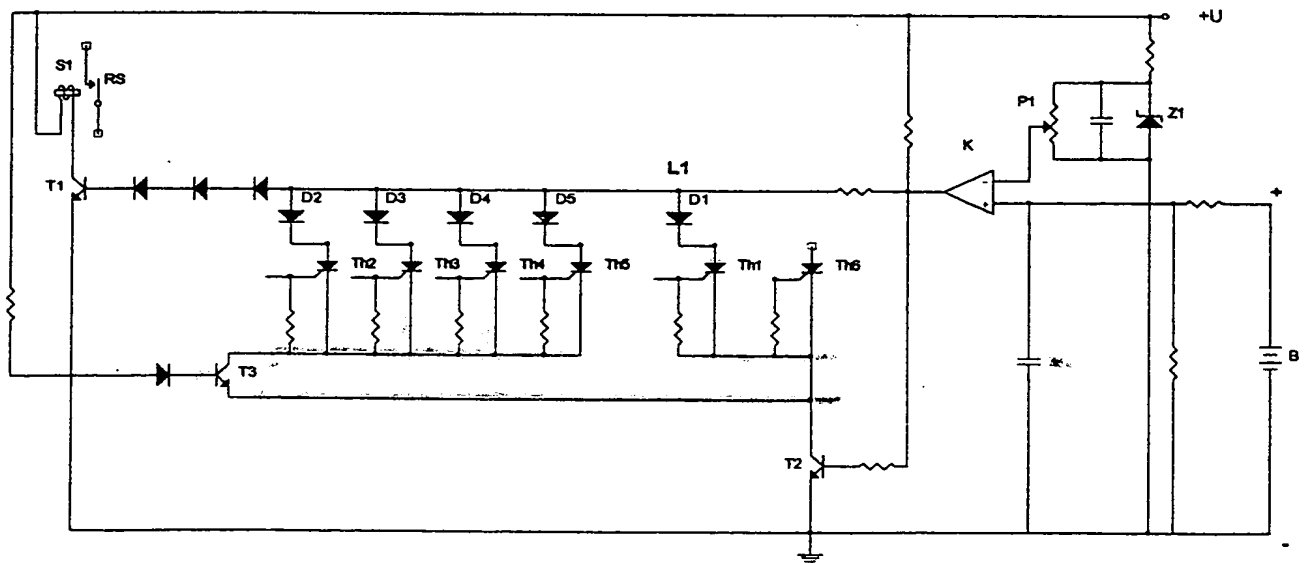 +U
S1
RS
P1
Z1
K
L1
T1
D2
D3
D4
D5
D1
+
-
+
Th2
Th3
Th4
Th5
Th1
Th6
B
T3
T2
-